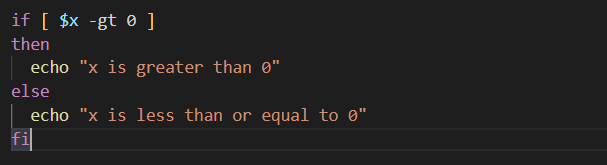 if [ $x -gt 0 ]
then
  echo "x is greater than 0"
else
  echo "x is less than or equal to 0"
fi